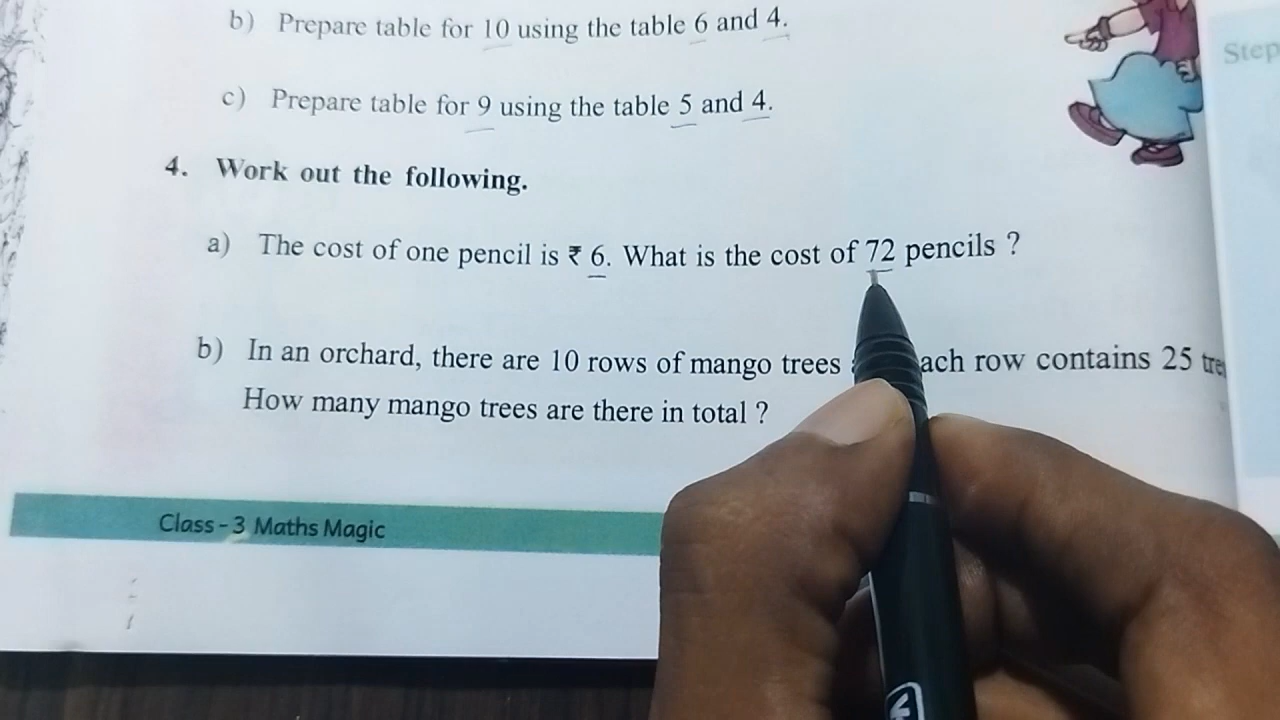 b) Prepare table for 10 using the table 6 and 4.
c) Prepare table for 9 using the table 5 and 4.
4. Work out the following.
a) The cost of one pencil is ₹ 6. What is the cost of 72 pencils ?
b) In an orchard, there are 10 rows of mango trees row contains 25
How many mango trees are there in total ?
Class - 3 Maths Magic
Step